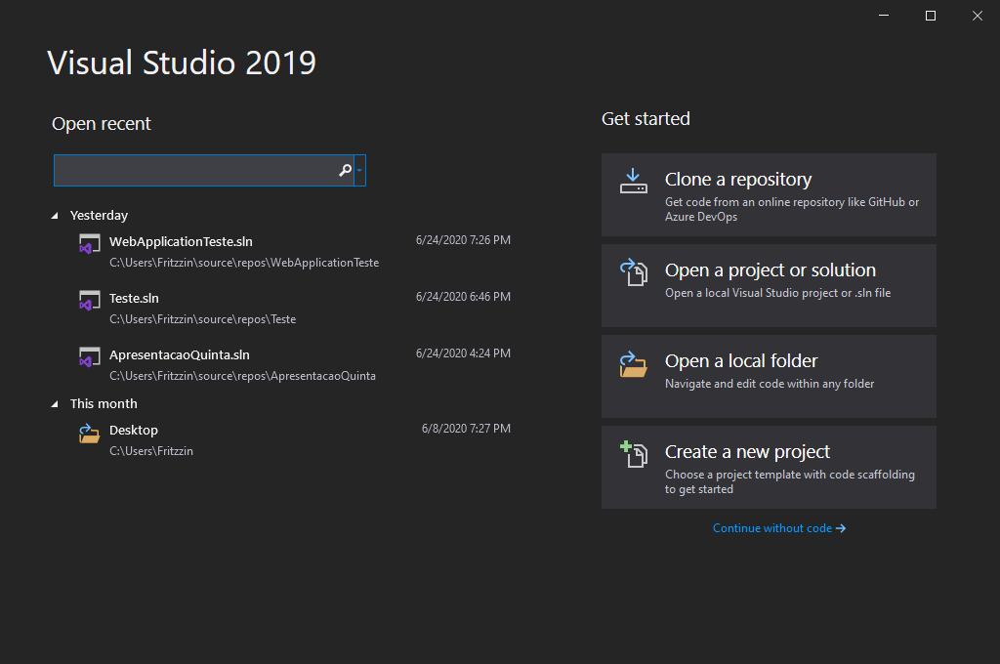 Visual Studio 2019
Open recent
Yesterday
WebApplicationTeste.sln 6/24/2020 7:26 PM
C:\Users\Fritzzin\source\repos\WebApplicationTeste
Teste.sln 6/24/2020 6:46 PM
C:\Users\Fritzzin\source\repos\Teste
ApresentacaoQuinta.sln 6/24/2020 4:24 PM
C:\Users\Fritzzin\source\repos\ApresentacaoQuinta
This month
Desktop 6/8/2020 7:27 PM
C:\Users\Fritzzin
Get started
Clone a repository
Get code from an online repository like GitHub or
Azure DevOps
Open a project or solution
Open a local Visual Studio project or .sln file
Open a local folder
Navigate and edit code within any folder
Create a new project
Choose a project template with code scaffolding
to get started
Continue without code →